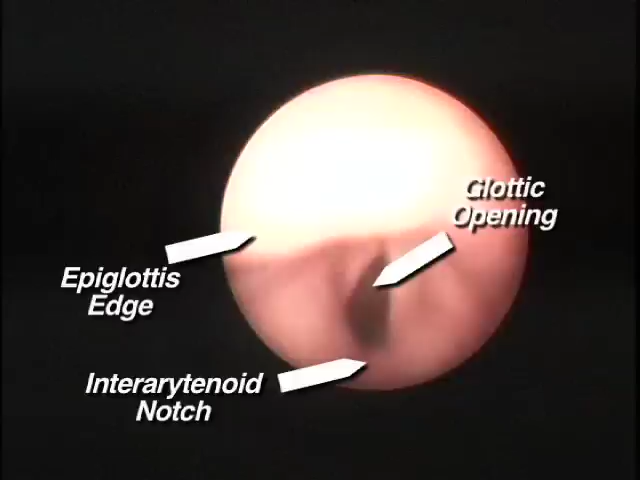 Glottic
Opening
Epiglottis
Edge
Interarytenoid
Notch